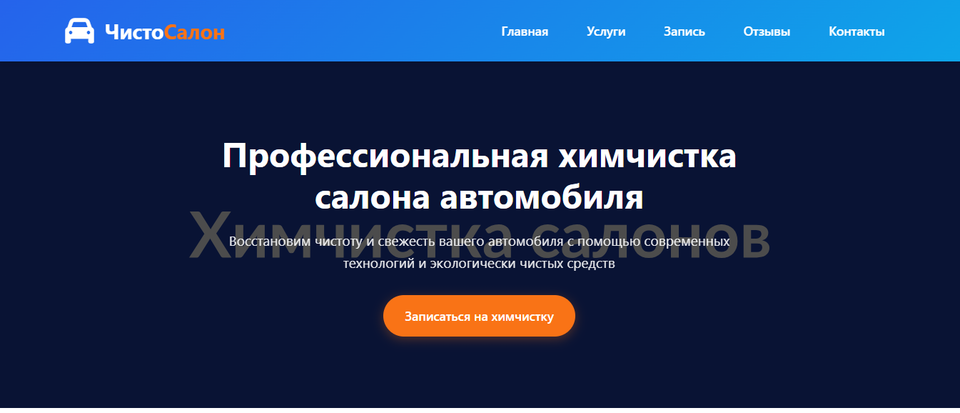 ЧистоСалон
Главная Услуги Запись Отзывы Контакты
Профессиональная химчистка
салона автомобиля
Химчистка салонов
Восстановим чистоту и свежесть вашего автомобиля с помощью современных
технологий и экологически чистых средств
Записаться на химчистку